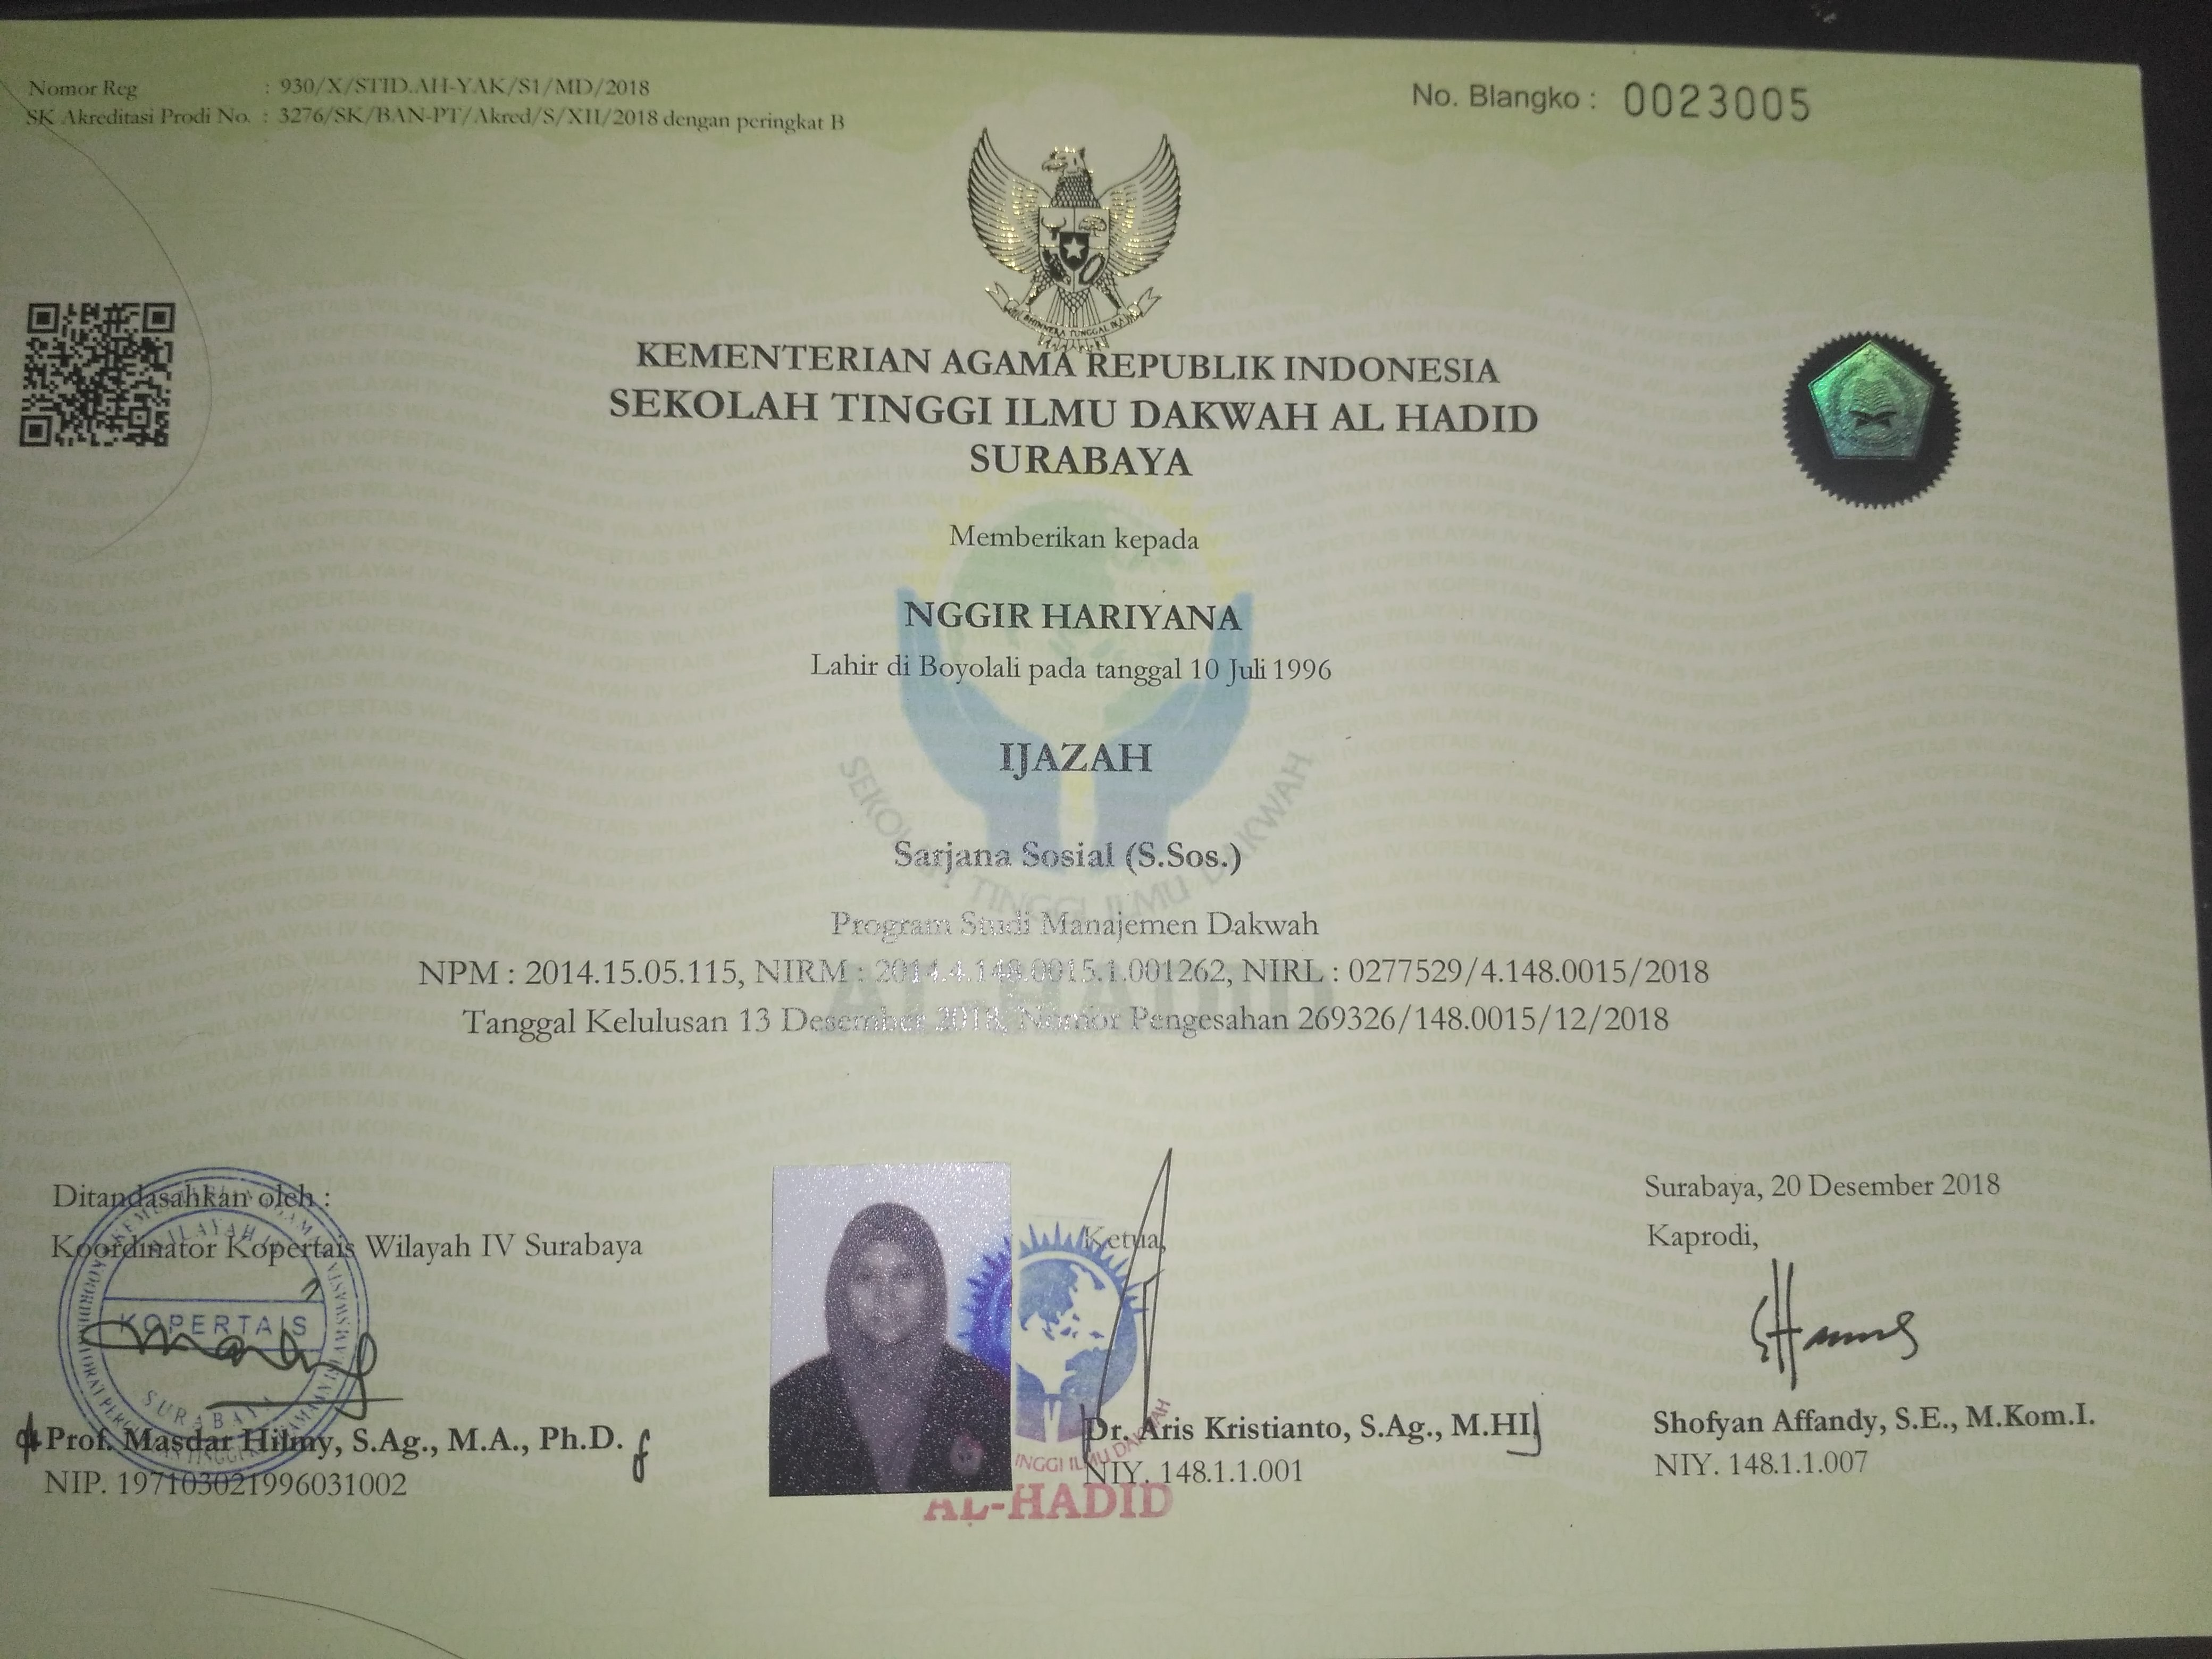 Nomor Reg : 930/X/STID.AH-YAK/S1/MD/2018
SK Akreditasi Prodi No. : 3276/SK/BAN-PT/Akred/S/XII/2018 dengan peringkat B
No. Blangko : 0023005
BHINNEKA TUNGGAL IKA
KEMENTERIAN AGAMA REPUBLIK INDONESIA
SEKOLAH TINGGI ILMU DAKWAH AL HADID
SURABAYA
Memberikan kepada
NGGIR HARIYANA
Lahir di Boyolali pada tanggal 10 Juli 1996
IJAZAH
Sarjana Sosial (S.Sos.)
SEKOLAH TINGGI ILMU DAKWAH
AL-HADID
Program Studi Manajemen Dakwah
NPM : 2014.15.05.115, NIRM : 2014.4.148.0015.1.001262, NIRL : 0277529/4.148.0015/2018
Tanggal Kelulusan 13 Desember 2018, Nomor Pengesahan 269326/148.0015/12/2018
Ditandasahkan oleh :
Koordinator Kopertais Wilayah IV Surabaya
KOPERTAIS
SURABAYA
Prof. Masdar Hilmy, S.Ag., M.A., Ph.D.
NIP. 197103021996031002
Ketua,
Dr. Aris Kristianto, S.Ag., M.HI
NIY. 148.1.1.001
INGGI ILMU DAKWAH
AL-HADID
Surabaya, 20 Desember 2018
Kaprodi,
Shofyan Affandy, S.E., M.Kom.I.
NIY. 148.1.1.007